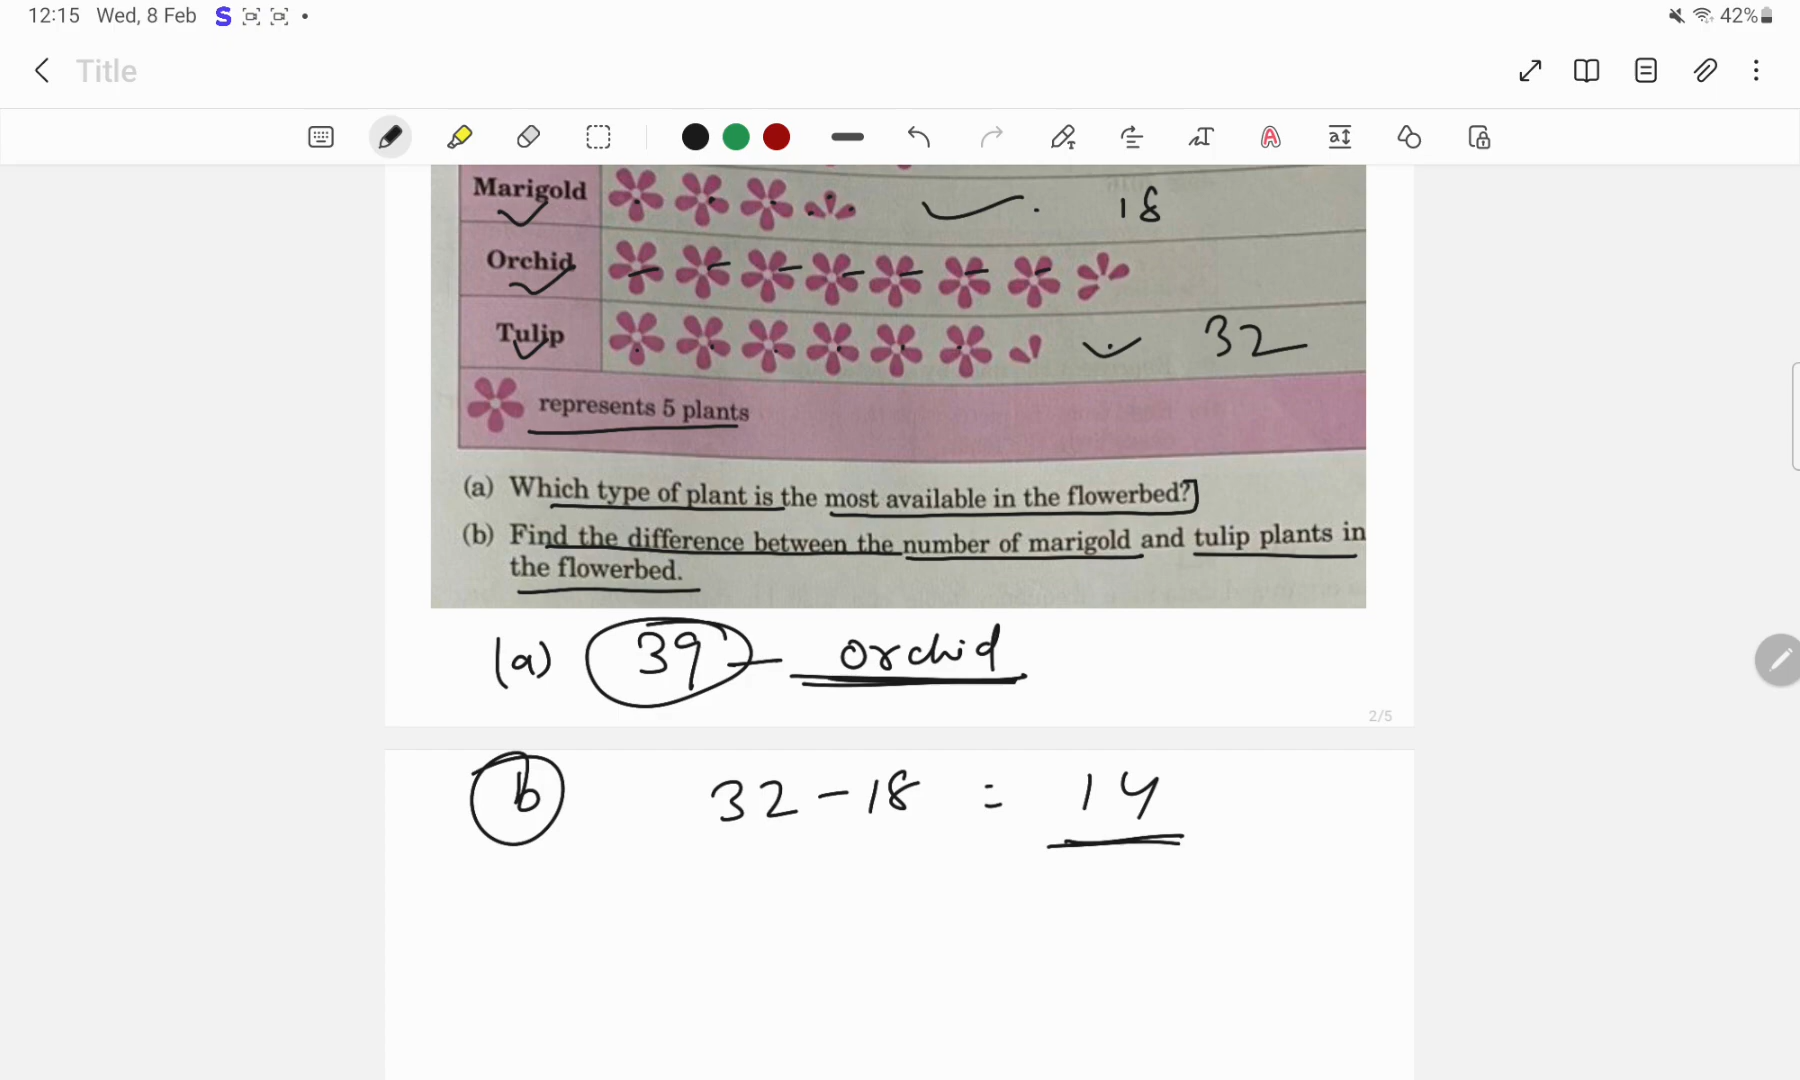 12:15 Wed, 8 Feb S 42%
Title
Marigold 18
Orchid
Tulip 32
represents 5 plants
(a) Which type of plant is the most available in the flowerbed?
(b) Find the difference between the number of marigold and tulip plants in
the flowerbed.
(a) 39 - orchid
2/5
b 32 - 18 = 14